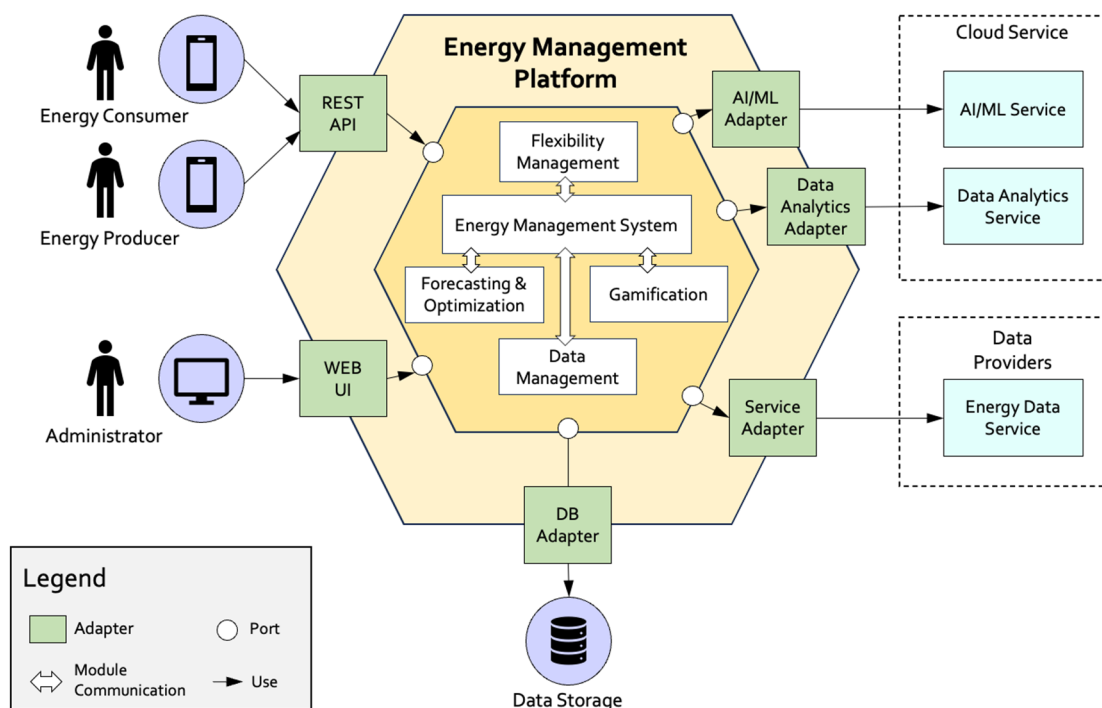 Energy Management
Platform
Cloud Service
Energy Consumer
REST
API
AI/ML
Adapter
AI/ML Service
Flexibility
Management
Energy Producer
Data
Analytics
Adapter
Data Analytics
Service
Energy Management System
Forecasting &
Optimization
Gamification
Data
Management
Administrator
WEB
UI
Service
Adapter
Data
Providers
Energy Data
Service
DB
Adapter
Data Storage
Legend
Adapter
Port
Module
Communication
Use